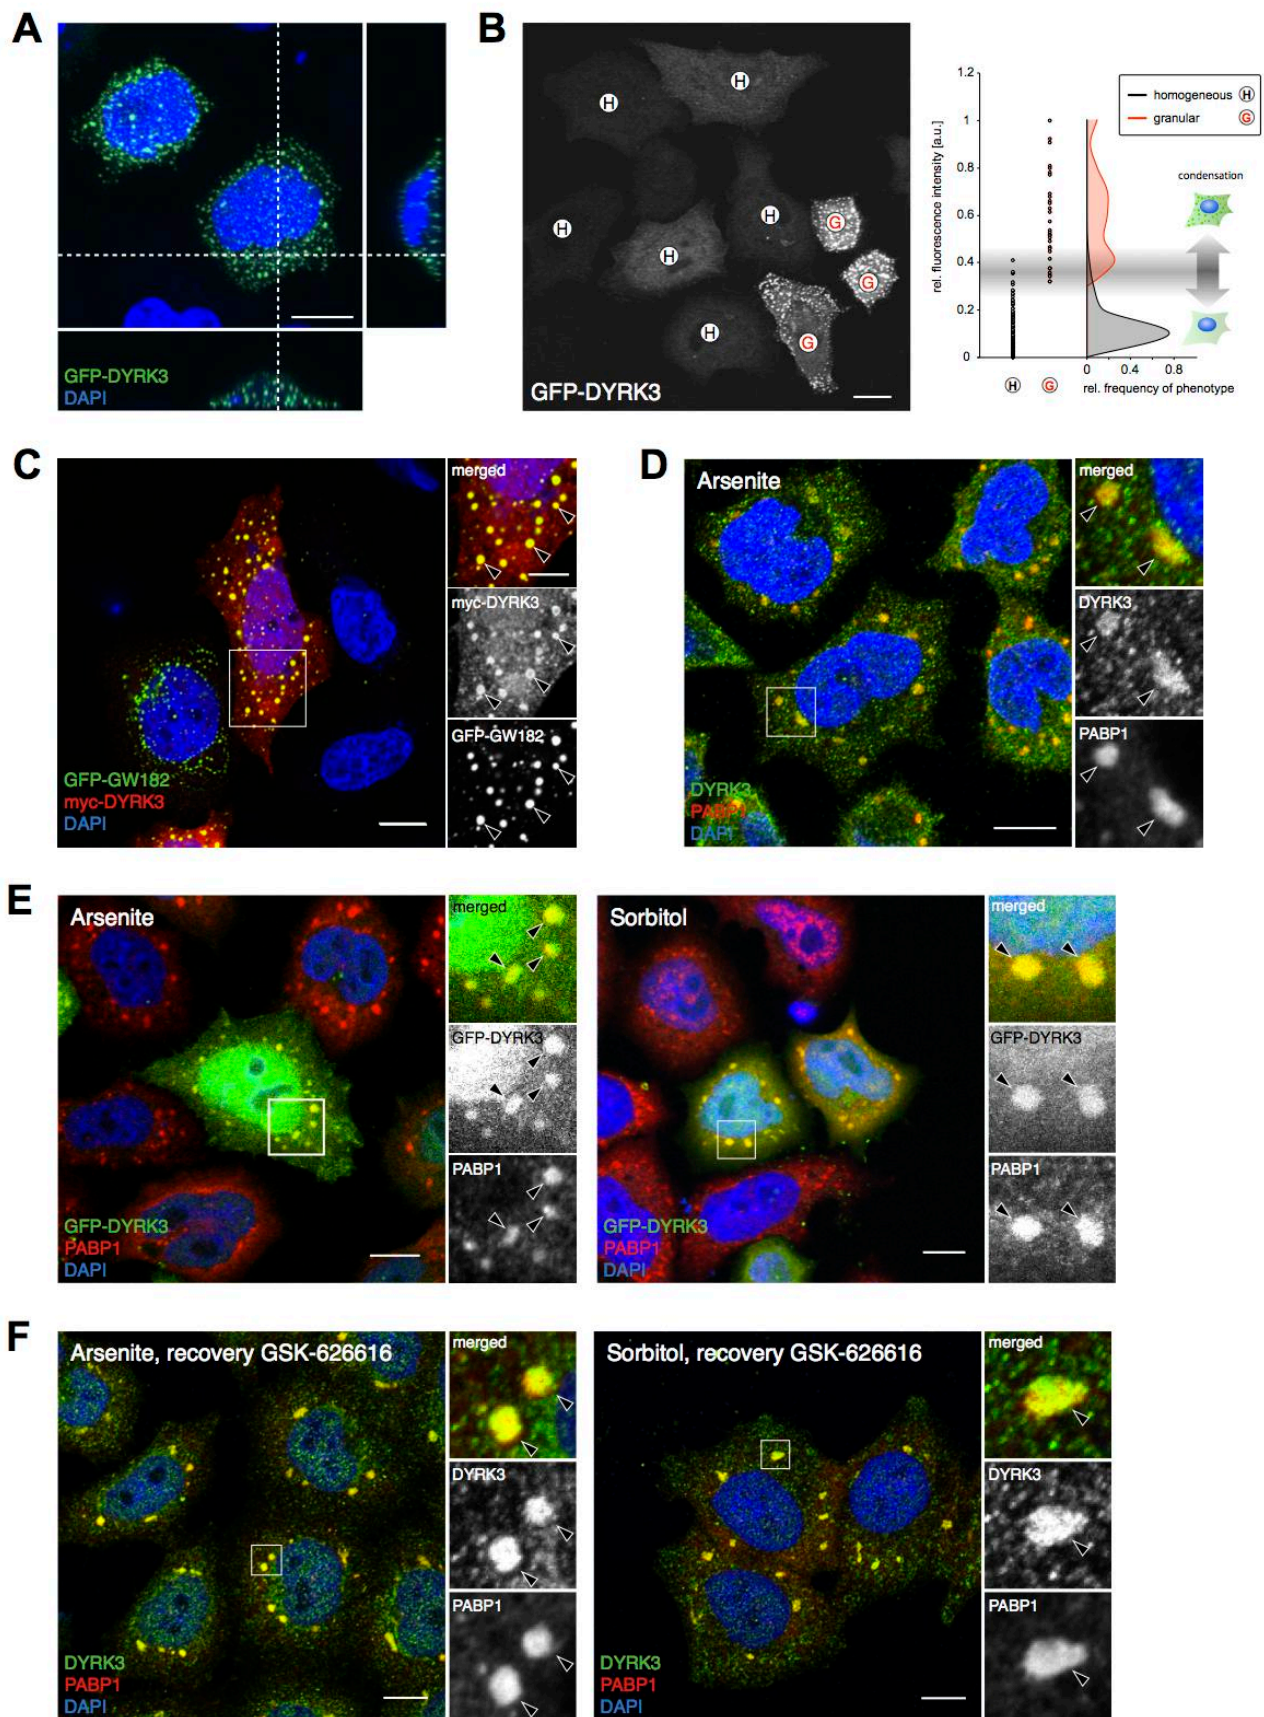 A
GFP-DYRK3
DAPI
B
H
H
H
H
H
H
G
G
G
GFP-DYRK3
rel. fluorescence intensity [a.u.]
1.2
1
0.8
0.6
0.4
0.2
0
H
G
0
0.4
0.8
rel. frequency of phenotype
homogeneous H
granular G
condensation
C
GFP-GW182
myc-DYRK3
DAPI
merged
myc-DYRK3
GFP-GW182
D
Arsenite
DYRK3
PABP1
DAPI
merged
DYRK3
PABP1
E
Arsenite
GFP-DYRK3
PABP1
DAPI
merged
GFP-DYRK3
PABP1
Sorbitol
GFP-DYRK3
PABP1
DAPI
merged
GFP-DYRK3
PABP1
F
Arsenite, recovery GSK-626616
DYRK3
PABP1
DAPI
merged
DYRK3
PABP1
Sorbitol, recovery GSK-626616
DYRK3
PABP1
DAPI
merged
DYRK3
PABP1